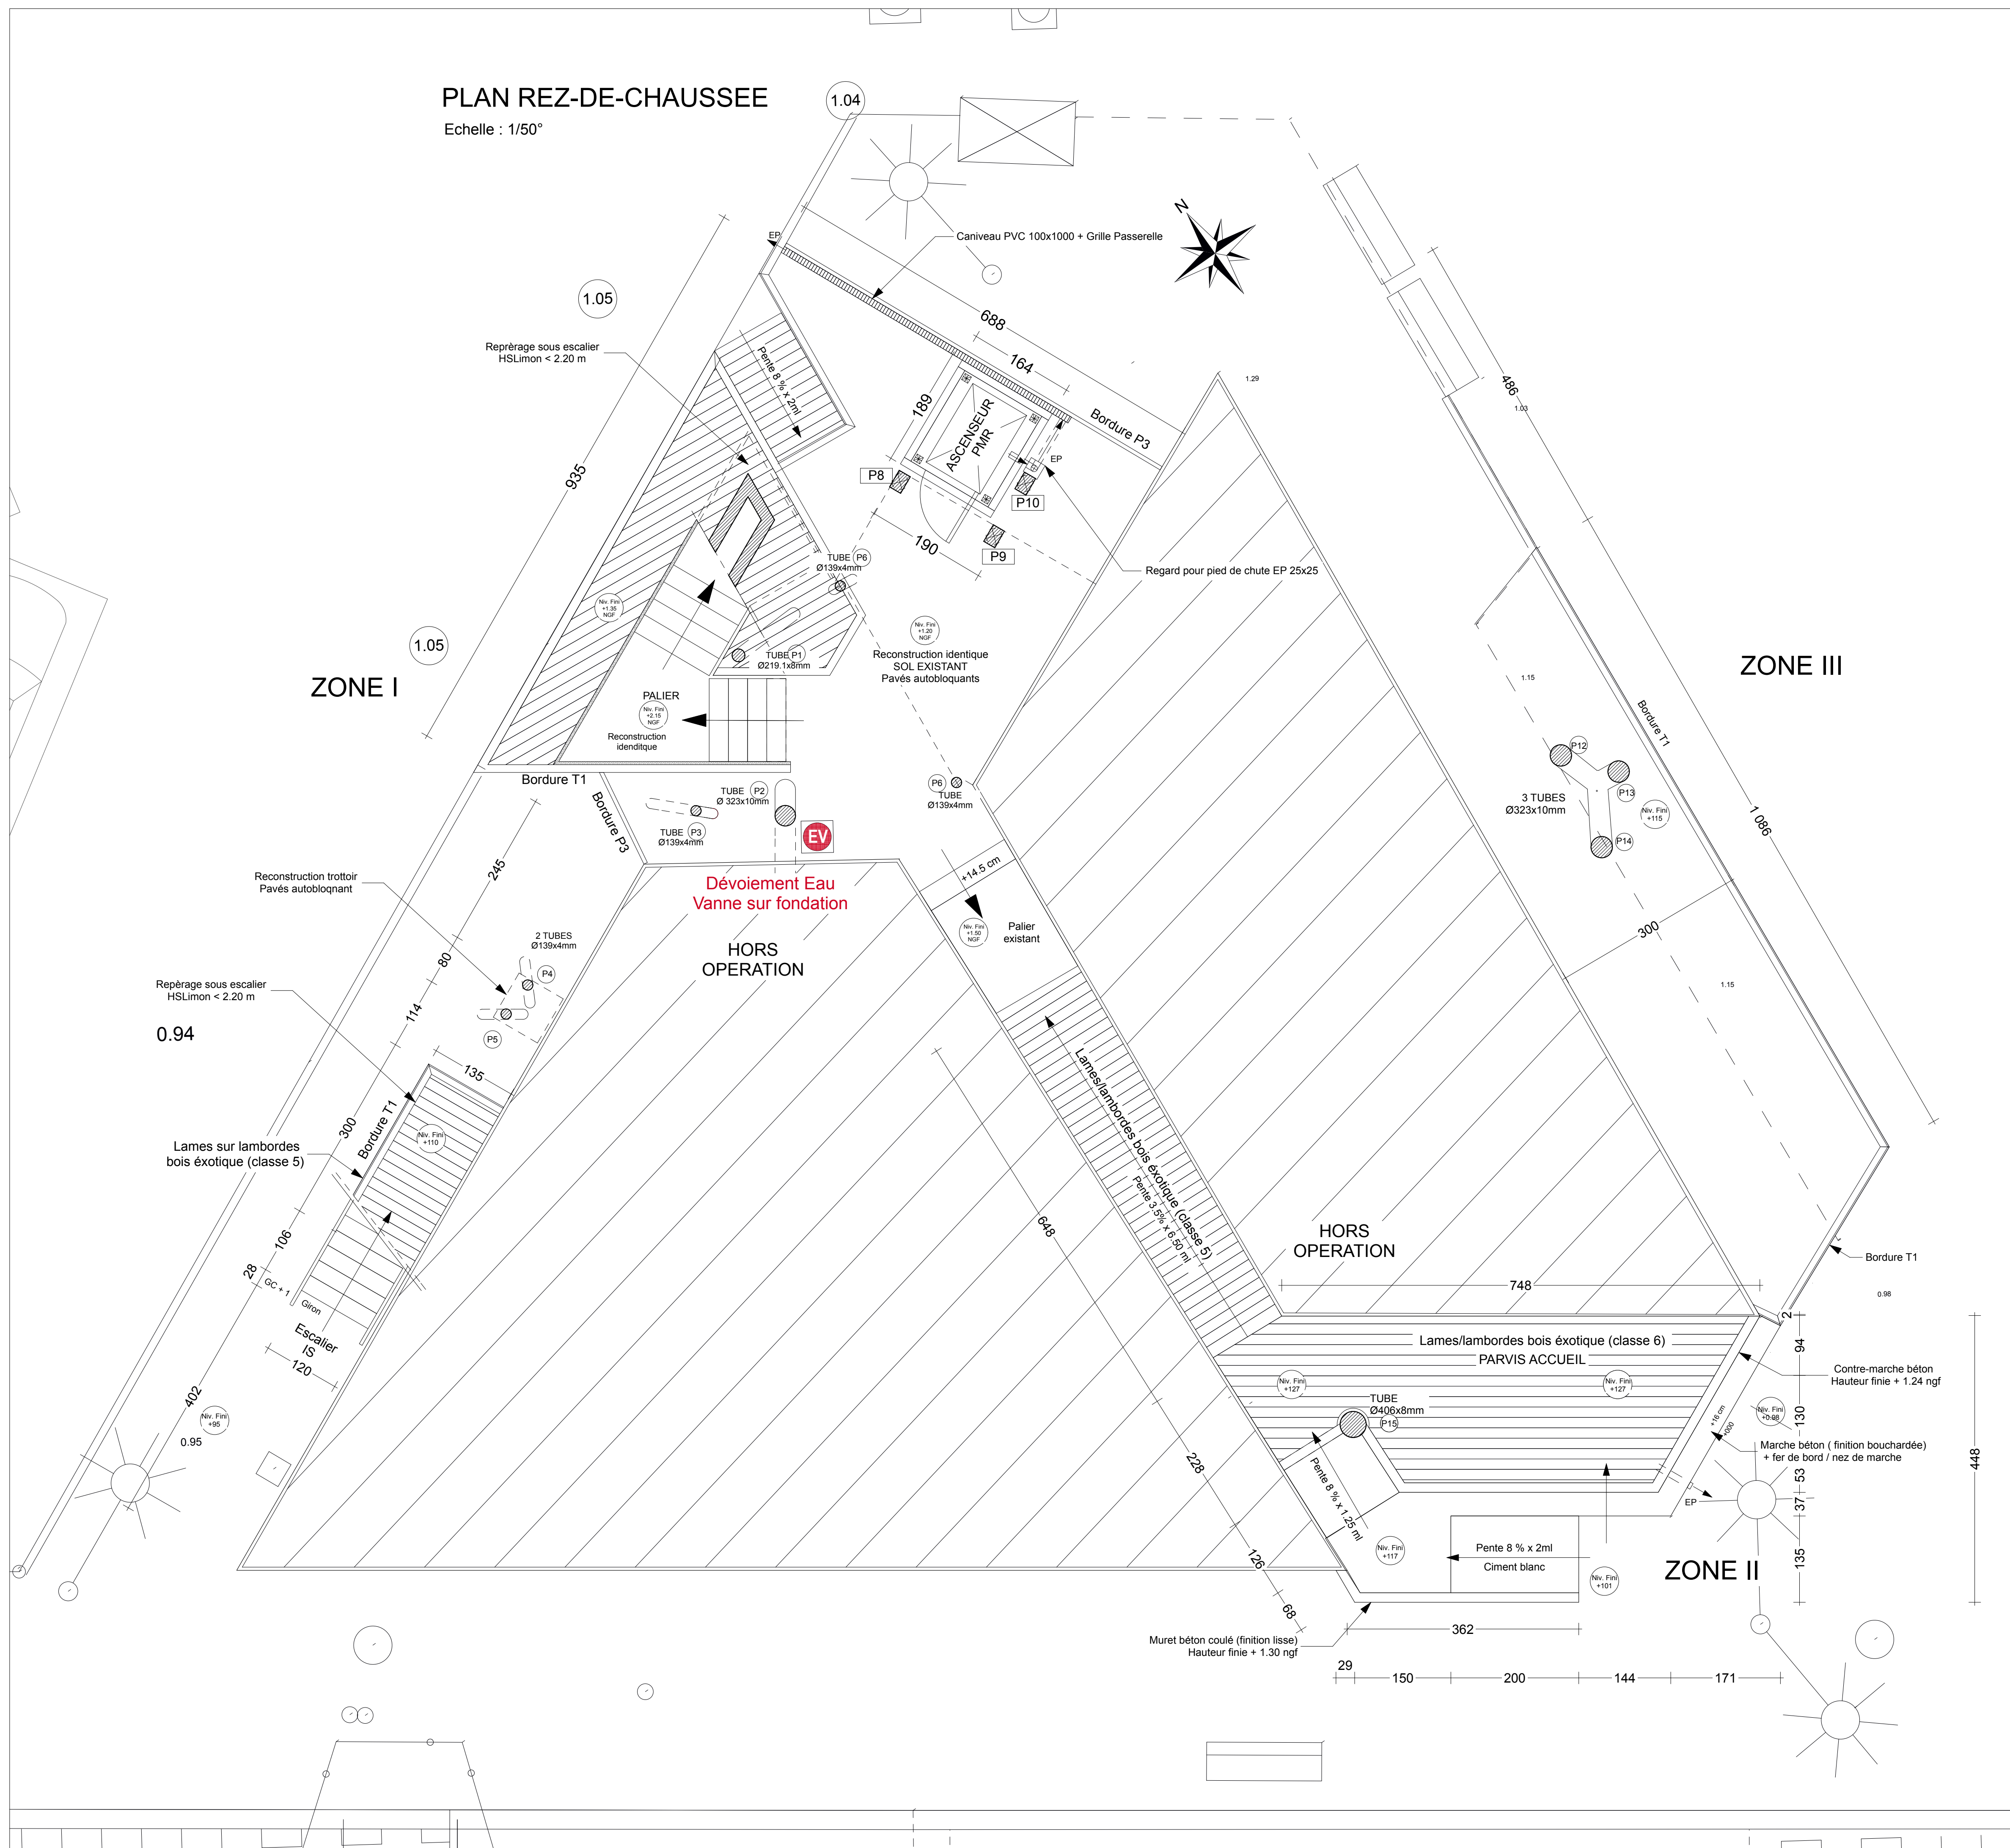 PLAN REZ-DE-CHAUSSEE
Echelle : 1/50°
1.04
N
EP
Caniveau PVC 100x1000 + Grille Passerelle
1.05
688
Reprèrage sous escalier
HSLimon < 2.20 m
Pente 8 % x 2ml
164
189
ASCENSEUR
PMR
Bordure P3
1.29
486
1.03
935
P8
EP
P10
190
P9
TUBE P6
Ø139x4mm
Regard pour pied de chute EP 25x25
Niv. Fini
+1.35
NGF
Niv. Fini
+1.20
NGF
1.05
TUBE P1
Ø219.1x8mm
Reconstruction identique
SOL EXISTANT
Pavés autobloquants
ZONE I
ZONE III
1.15
PALIER
Niv. Fini
+2.15
NGF
Reconstruction
idenditque
Bordure T1
Bordure T1
Bordure P3
TUBE P2
Ø 323x10mm
TUBE P3
Ø139x4mm
EV
P6
TUBE
Ø139x4mm
P12
P13
3 TUBES
Ø323x10mm
Niv. Fini
+115
P14
1 086
245
Reconstruction trottoir
Pavés autobloqnant
Dévoiement Eau
Vanne sur fondation
+14.5 cm
Niv. Fini
+1.50
NGF
Palier
existant
300
HORS
OPERATION
2 TUBES
Ø139x4mm
80
P4
Repèrage sous escalier
HSLimon < 2.20 m
1.15
114
P5
0.94
135
300
Bordure T1
Niv. Fini
+110
Lames sur lambordes
bois éxotique (classe 5)
Lames/lambordes bois éxotique (classe 5)
Pente 3.5% x 6.50 ml
648
106
28
GC + 1
Giron
HORS
OPERATION
Bordure T1
748
0.98
2
94
Escalier
IS
120
Lames/lambordes bois éxotique (classe 6)
PARVIS ACCUEIL
Contre-marche béton
Hauteur finie + 1.24 ngf
448
402
Niv. Fini
+95
0.95
Niv. Fini
+127
Niv. Fini
+127
TUBE
Ø406x8mm
P15
+16 cm
+000
Niv. Fini
+0.98
130
Marche béton ( finition bouchardée)
+ fer de bord / nez de marche
53
228
Pente 8 % x 1.25 ml
EP
37
Niv. Fini
+117
Pente 8 % x 2ml
Ciment blanc
126
135
ZONE II
Niv. Fini
+101
68
362
Muret béton coulé (finition lisse)
Hauteur finie + 1.30 ngf
29
150
200
144
171